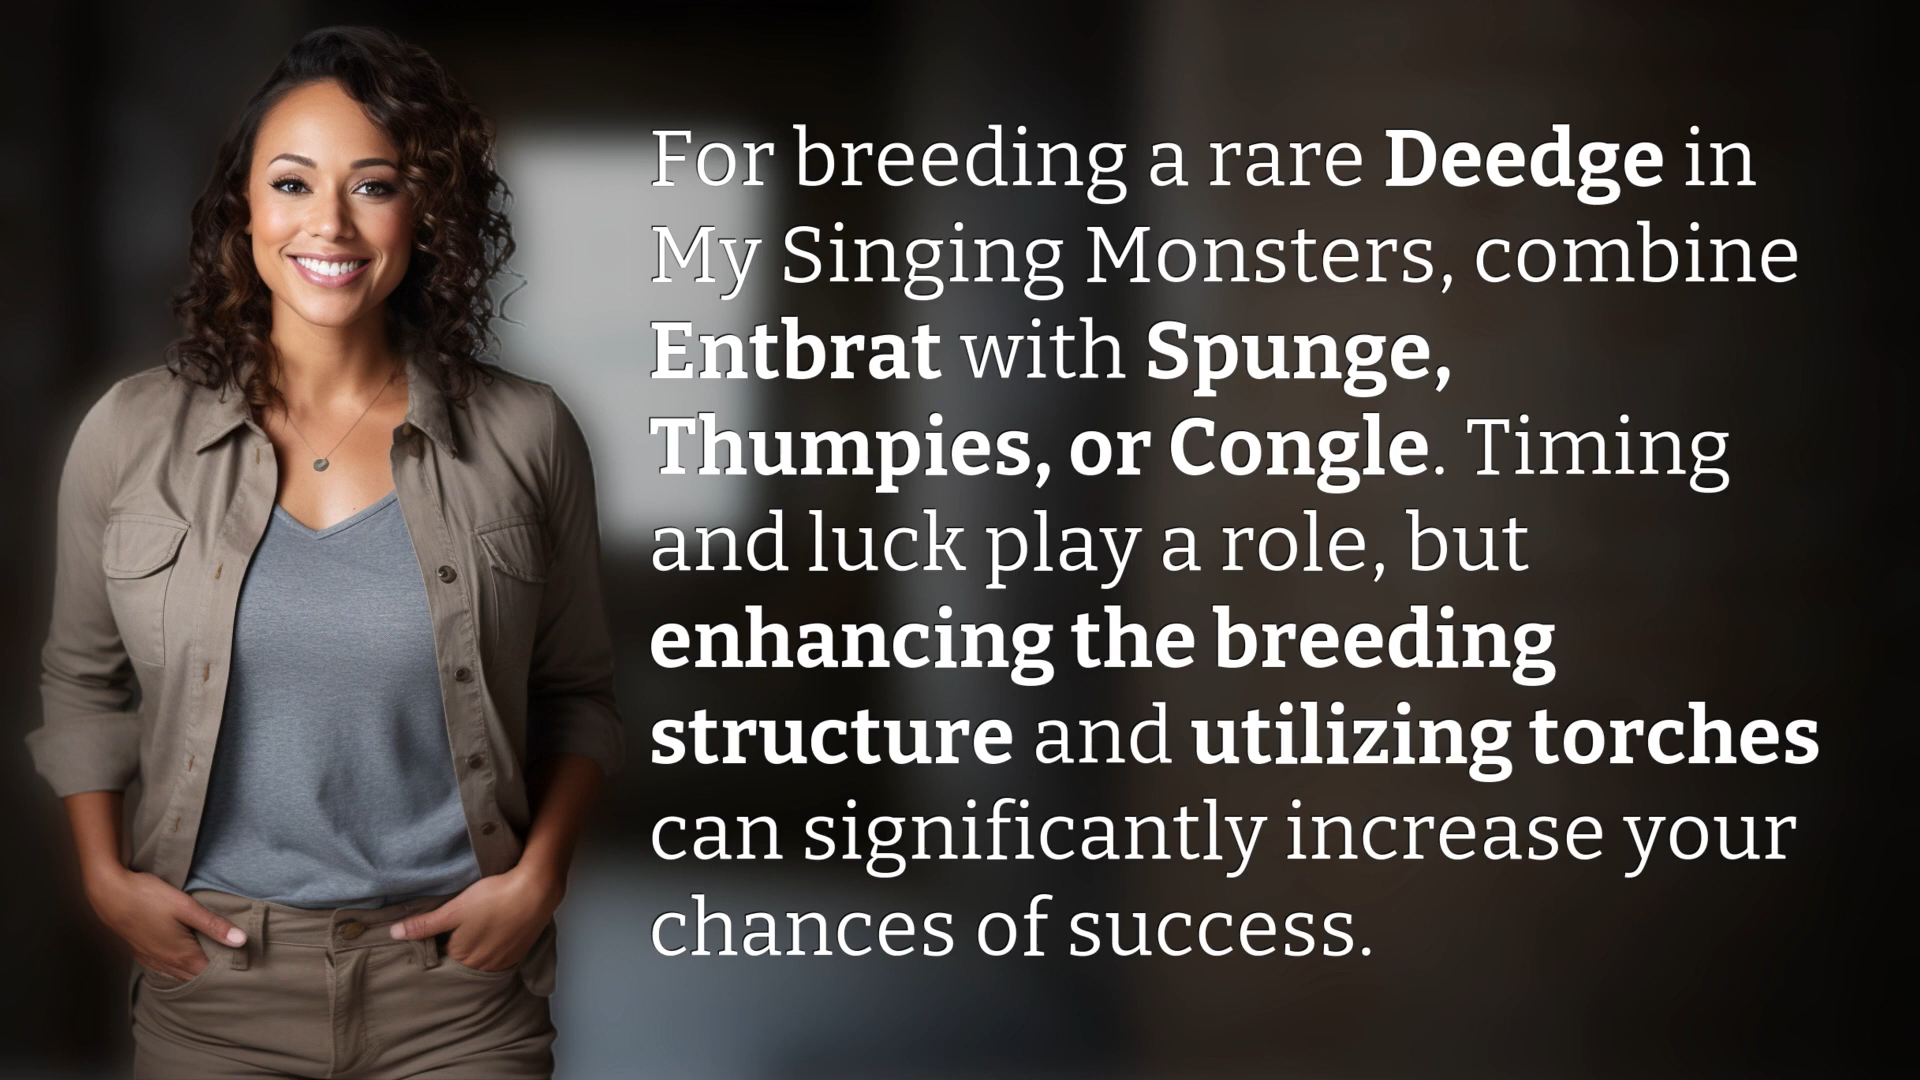 For breeding a rare Deedge in
My Singing Monsters, combine
Entbrat with Spunge,
Thumpies, or Congle. Timing
and luck play a role, but
enhancing the breeding
structure and utilizing torches
can significantly increase your
chances of success.